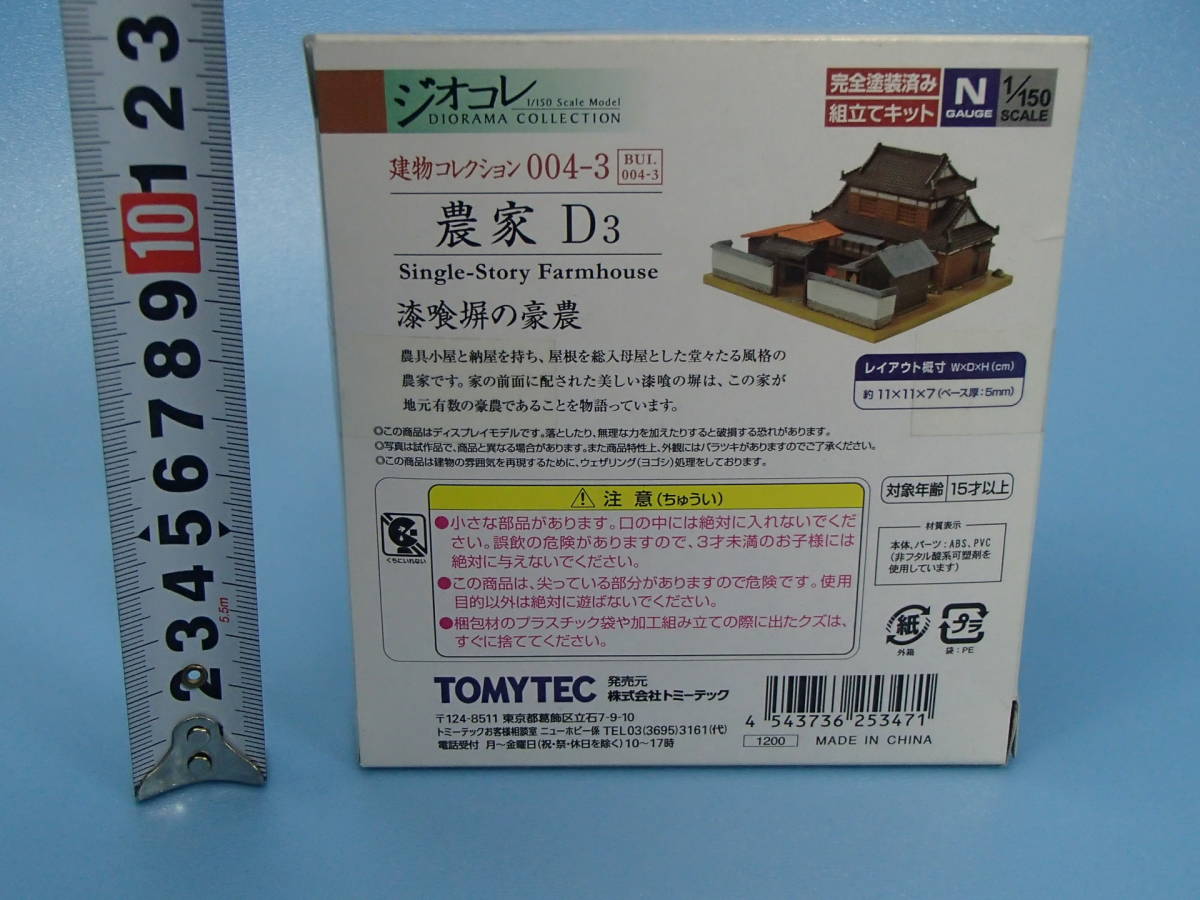 3
2
1
10
9
8
7
6
5
4
3
2
5.5m
ジオコレ
1/150 Scale Model
DIORAMA COLLECTION
完全塗装済み
組立てキット
N
GAUGE
1/150
SCALE
建物コレクション 004-3
BUI.
004-3
農家 D3
Single-Story Farmhouse
漆喰塀の豪農
農具小屋と納屋を持ち、屋根を総入母屋とした堂々たる風格の
農家です。家の前面に配された美しい漆喰の塀は、この家が
地元有数の豪農であることを物語っています。
レイアウト概寸 W×D×H(cm)
約 11×11×7(ベース厚:5mm)
◎この商品はディスプレイモデルです。落としたり、無理な力を加えたりすると破損する恐れがあります。
◎写真は試作品で、商品と異なる場合があります。また商品特性上、外観にはバラツキがありますのでご了承ください。
◎この商品は建物の雰囲気を再現するために、ウェザリング(ヨゴシ)処理をしております。
対象年齢 15才以上
注意(ちゅうい)
くちにいれない
●小さな部品があります。口の中には絶対に入れないでくだ
さい。誤飲の危険がありますので、3才未満のお子様には
絶対に与えないでください。
●この商品は、尖っている部分がありますので危険です。使用
目的以外は絶対に遊ばないでください。
●梱包材のプラスチック袋や加工組み立ての際に出たクズは、
すぐに捨ててください。
材質表示
本体、パーツ:ABS、PVC
(非フタル酸系可塑剤を
使用しています)
紙
外箱
プラ
袋:PE
TOMYTEC
発売元
株式会社トミーテック
〒124-8511 東京都葛飾区立石7-9-10
トミーテックお客様相談室 ニューホビー係 TEL03(3695)3161(代)
電話受付 月〜金曜日(祝・祭・休日を除く)10〜17時
4 543736 253471
1200
MADE IN CHINA